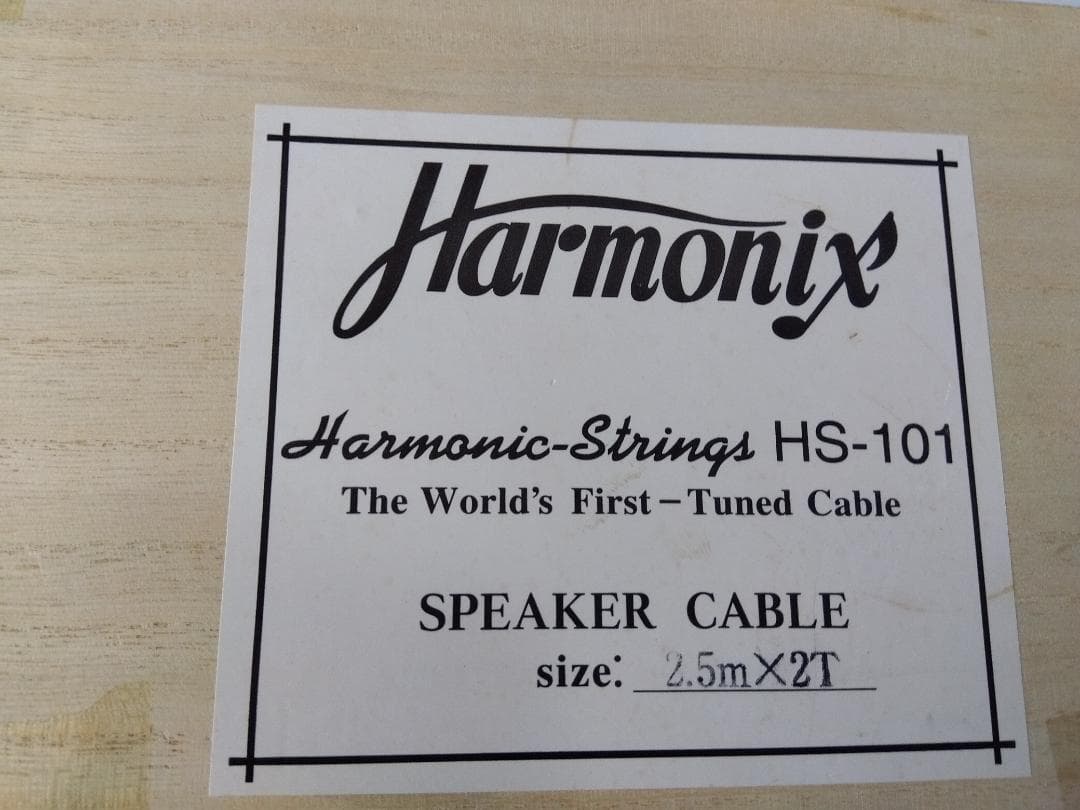 Harmonix
Harmonic-Strings HS-101
The World's First-Tuned Cable
SPEAKER CABLE
size: 2.5m×2T